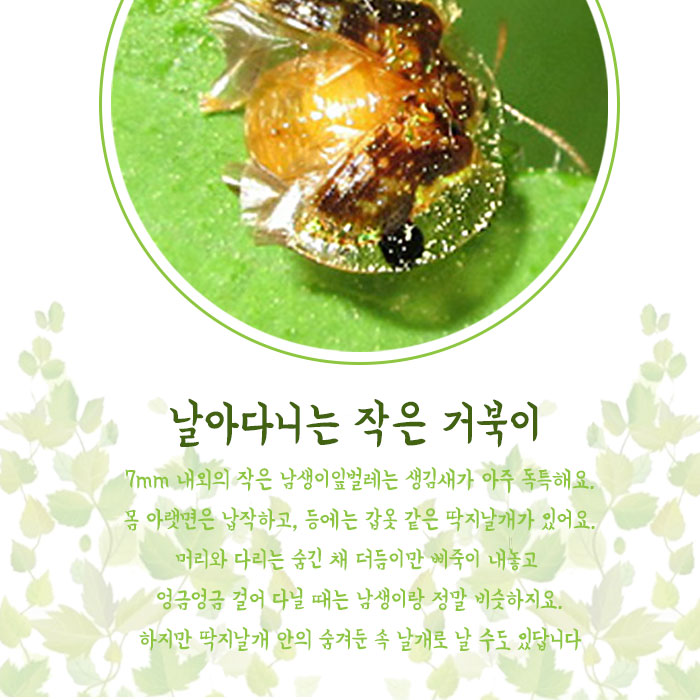 날아다니는 작은 거북이
7mm 내외의 작은 남생이잎벌레는 생김새가 아주 독특해요.
몸 아랫면은 납작하고, 등에는 갑옷 같은 딱지날개가 있어요.
머리와 다리는 숨긴 채 더듬이만 삐죽이 내놓고
엉금엉금 걸어 다닐 때는 남생이랑 정말 비슷하지요.
하지만 딱지날개 안의 숨겨둔 속 날개로 날 수도 있답니다